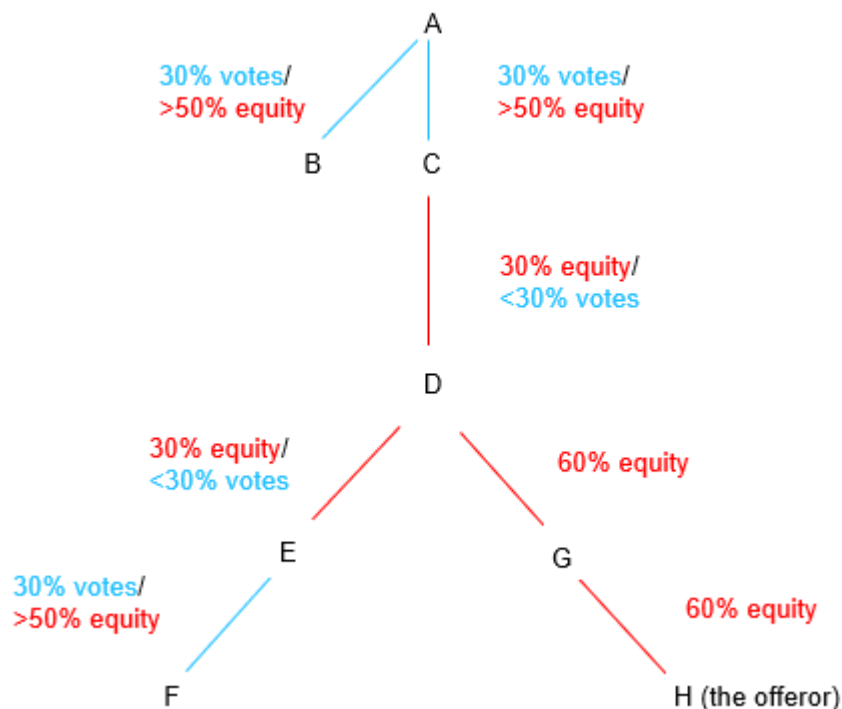 A
30% votes/
>50% equity
30% votes/
>50% equity
B
C
30% equity/
<30% votes
D
30% equity/
<30% votes
60% equity
E
G
30% votes/
>50% equity
60% equity
F
H (the offeror)